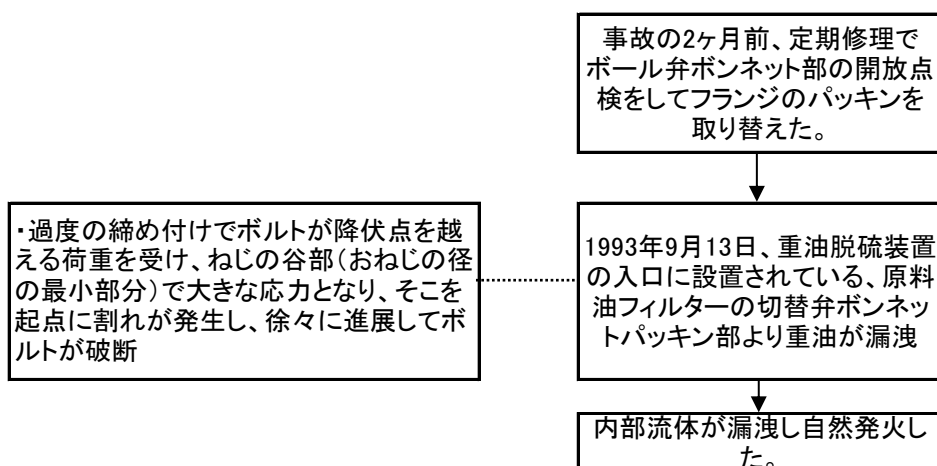 事故の2ヶ月前、定期修理で
ボール弁ボンネット部の開放点
検をしてフランジのパッキンを
取り替えた。
・過度の締め付けでボルトが降伏点を越
える荷重を受け、ねじの谷部(おねじの径
の最小部分)で大きな応力となり、そこを
起点に割れが発生し、徐々に進展してボ
ルトが破断
1993年9月13日、重油脱硫装置
の入口に設置されている、原料
油フィルターの切替弁ボンネッ
トパッキン部より重油が漏洩
内部流体が漏洩し自然発火し
た。